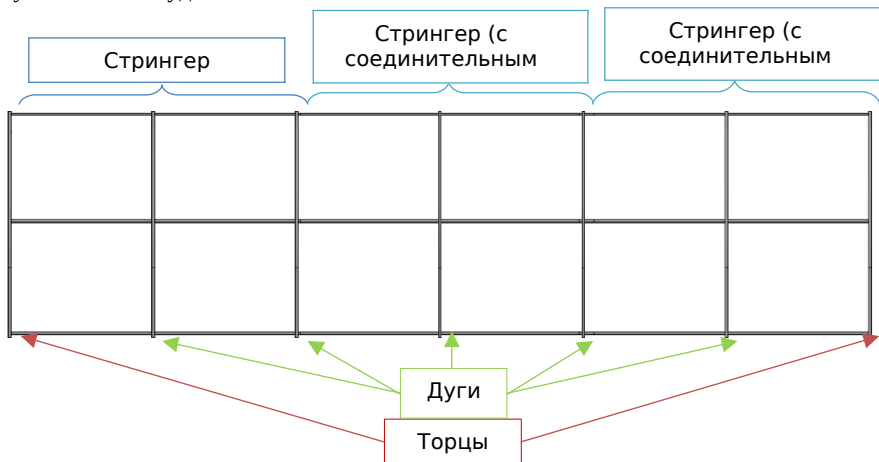 Стрингер
Стрингер (с
соединительным
Стрингер (с
соединительным
Дуги
Торцы